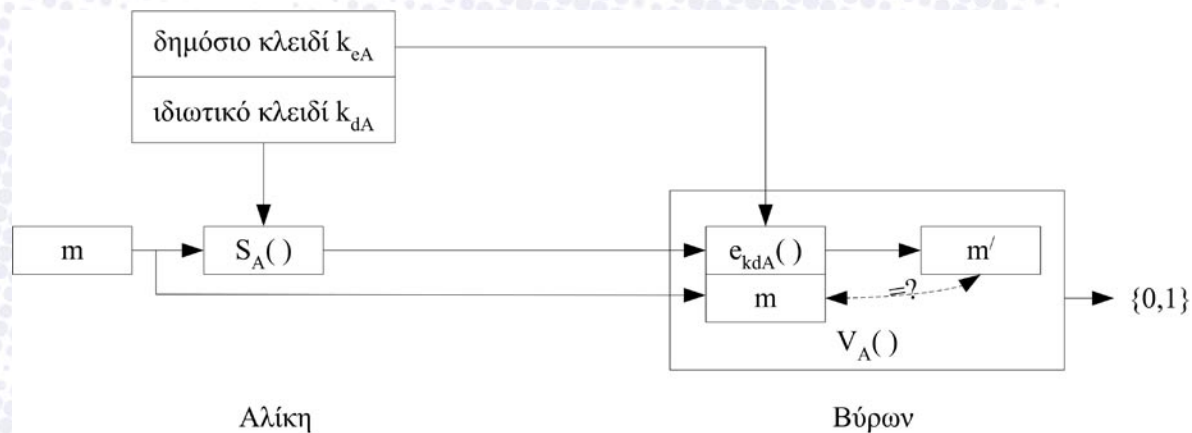 δημόσιο κλειδί k_eA
ιδιωτικό κλειδί k_dA
m
S_A( )
e_kdA( )
m′
m
=?
V_A( )
{0,1}
Αλίκη
Βύρων